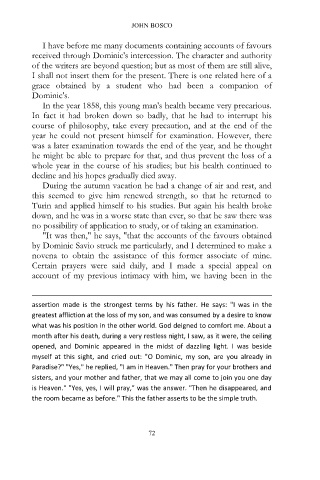 JOHN BOSCO
I have before me many documents containing accounts of favours
received through Dominic's intercession. The character and authority
of the writers are beyond question; but as most of them are still alive,
I shall not insert them for the present. There is one related here of a
grace obtained by a student who had been a companion of
Dominic's.
In the year 1858, this young man's health became very precarious.
In fact it had broken down so badly, that he had to interrupt his
course of philosophy, take every precaution, and at the end of the
year he could not present himself for examination. However, there
was a later examination towards the end of the year, and he thought
he might be able to prepare for that, and thus prevent the loss of a
whole year in the course of his studies; but his health continued to
decline and his hopes gradually died away.
During the autumn vacation he had a change of air and rest, and
this seemed to give him renewed strength, so that he returned to
Turin and applied himself to his studies. But again his health broke
down, and he was in a worse state than ever, so that he saw there was
no possibility of application to study, or of taking an examination.
"It was then," he says, "that the accounts of the favours obtained
by Dominic Savio struck me particularly, and I determined to make a
novena to obtain the assistance of this former associate of mine.
Certain prayers were said daily, and I made a special appeal on
account of my previous intimacy with him, we having been in the
assertion made is the strongest terms by his father. He says: "I was in the
greatest affliction at the loss of my son, and was consumed by a desire to know
what was his position in the other world. God deigned to comfort me. About a
month after his death, during a very restless night, I saw, as it were, the ceiling
opened, and Dominic appeared in the midst of dazzling light. I was beside
myself at this sight, and cried out: "O Dominic, my son, are you already in
Paradise?" "Yes," he replied, "I am in Heaven." Then pray for your brothers and
sisters, and your mother and father, that we may all come to join you one day
is Heaven." "Yes, yes, I will pray," was the answer. "Then he disappeared, and
the room became as before." This the father asserts to be the simple truth.
72